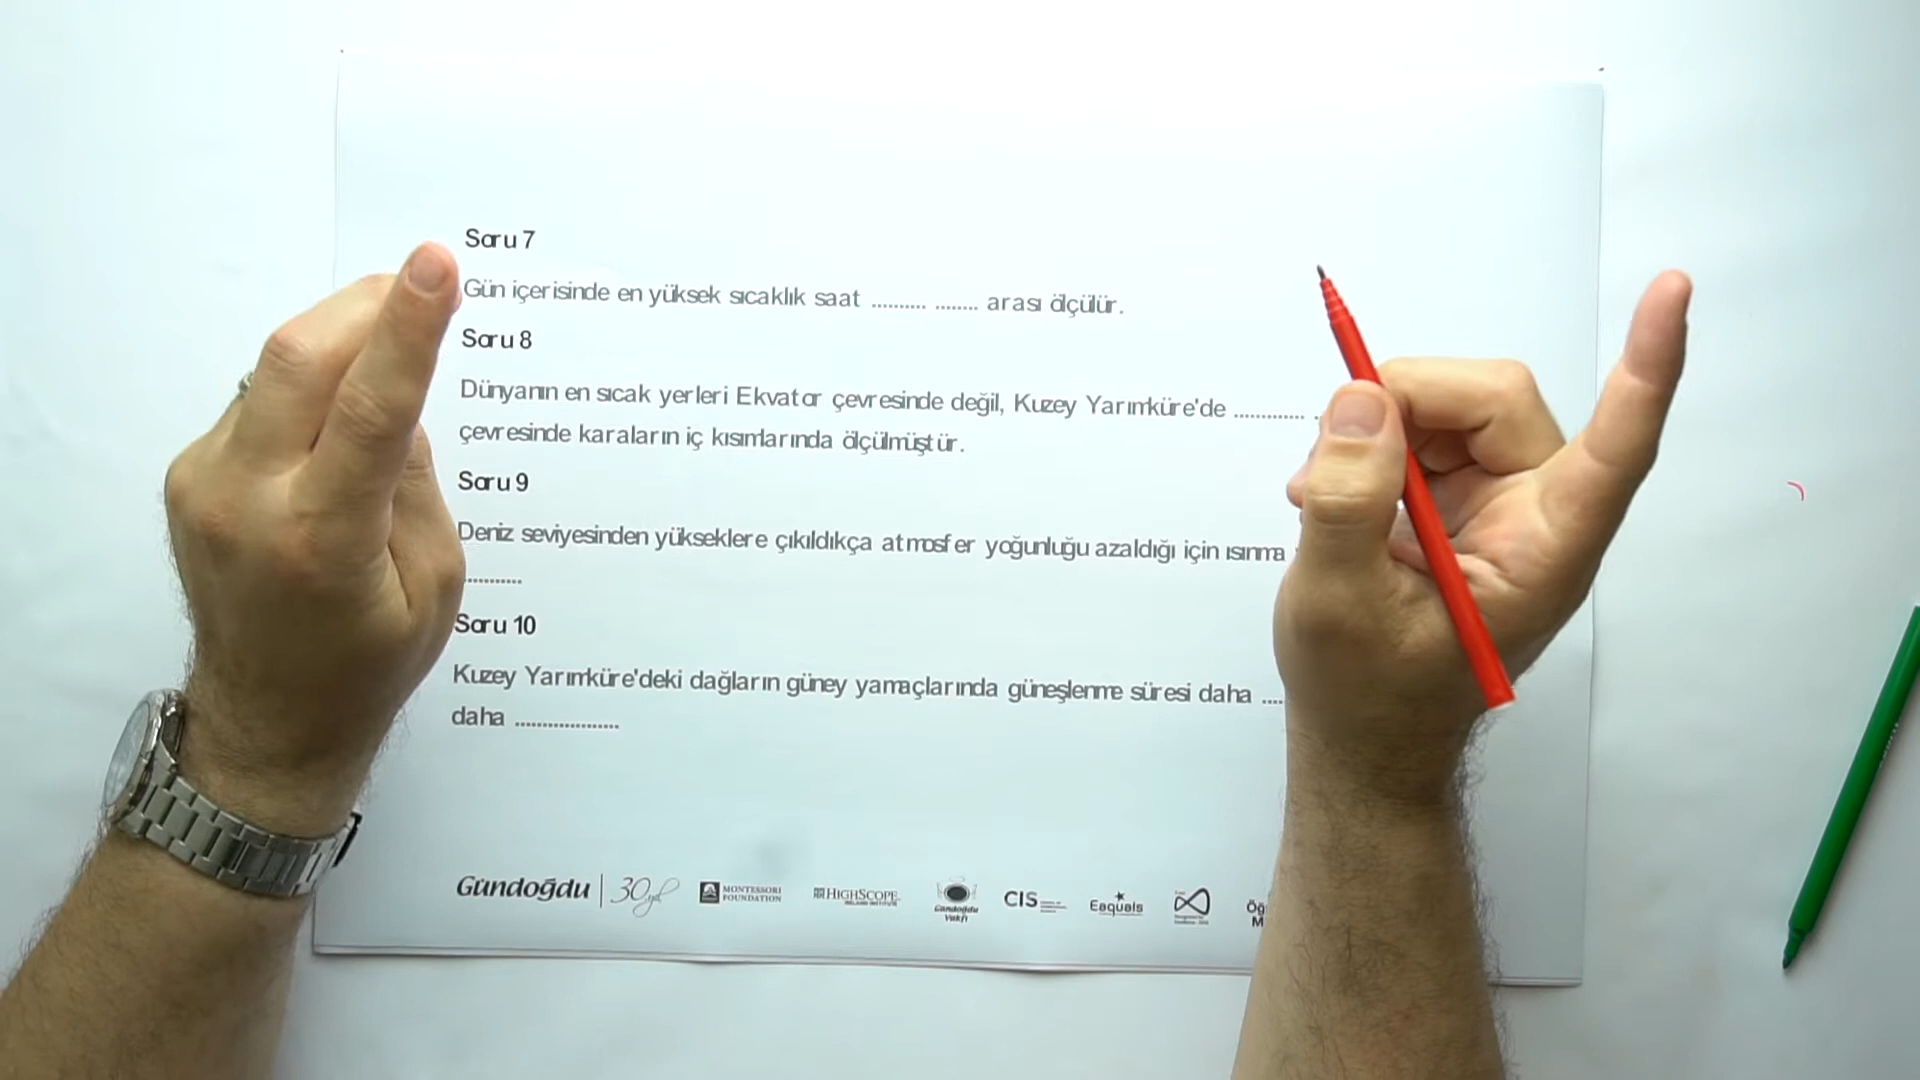 Soru 7
Gün içerisinde en yüksek sıcaklık saat .......... ........ arası ölçülür.
Soru 8
Dünyanın en sıcak yerleri Ekvator çevresinde değil, Kuzey Yarımküre'de .............
çevresinde karaların iç kısımlarında ölçülmüştür.
Soru 9
Deniz seviyesinden yükseklere çıkıldıkça atmosfer yoğunluğu azaldığı için ısınma
...........
Soru 10
Kuzey Yarımküre'deki dağların güney yamaçlarında güneşlenme süresi daha ....
daha ...................
Gündoğdu 30.yıl MONTESSORI FOUNDATION HIGHSCOPE Gündoğdu Vakfı CIS Eaquals